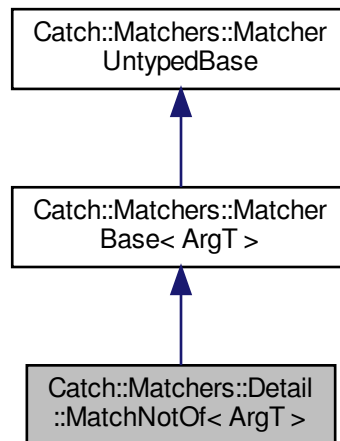 Catch::Matchers::Matcher
UntypedBase
Catch::Matchers::Matcher
Base< ArgT >
Catch::Matchers::Detail
::MatchNotOf< ArgT >